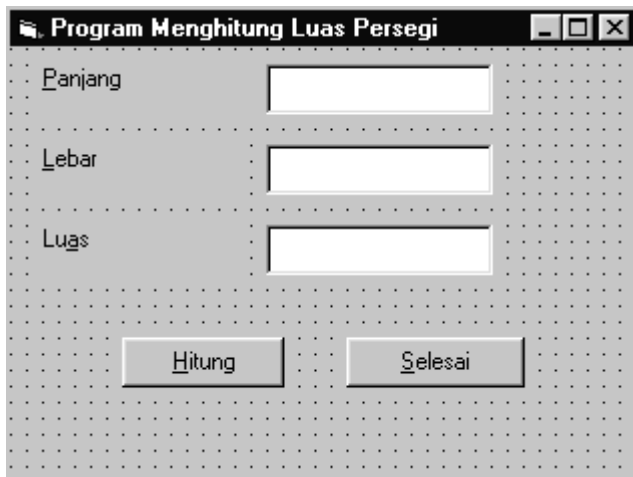 Program Menghitung Luas Persegi
Panjang
Lebar
Luas
Hitung Selesai